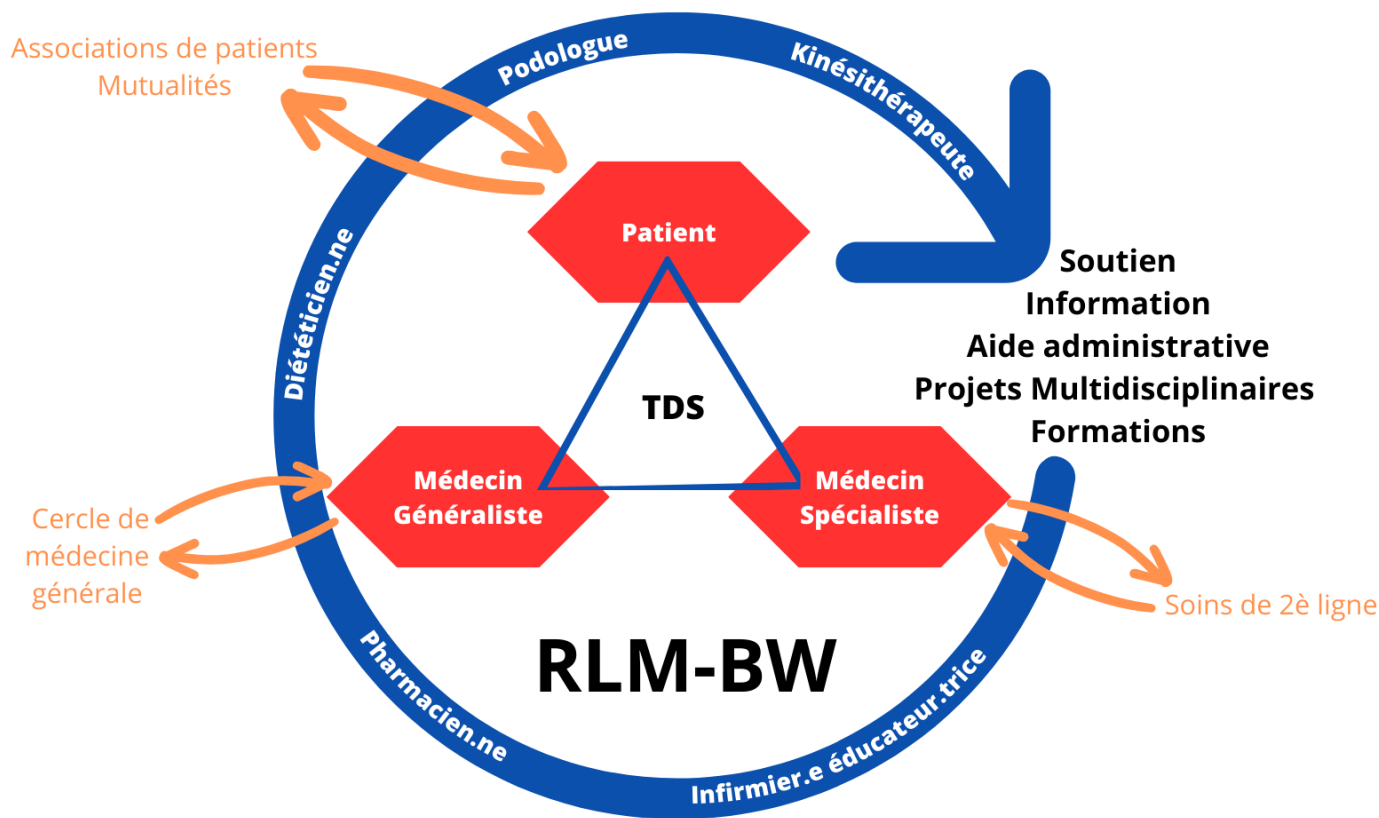 Associations de patients
Mutualités
Podologue
Kinésithérapeute
Diététicien.ne
Patient
Soutien
Information
Aide administrative
Projets Multidisciplinaires
Formations
TDS
Médecin
Généraliste
Médecin
Spécialiste
Cercle de
médecine
générale
Soins de 2è ligne
RLM-BW
Pharmacien.ne
Infirmier.e éducateur.trice